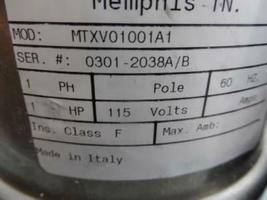 Memphis TN.
MOD: MTXV01001A1
SER. #: 0301-2038A/B
1 PH Pole 60 HZ.
1 HP 115 Volts Amps.
Ins. Class F Max. Amb:
Made in Italy